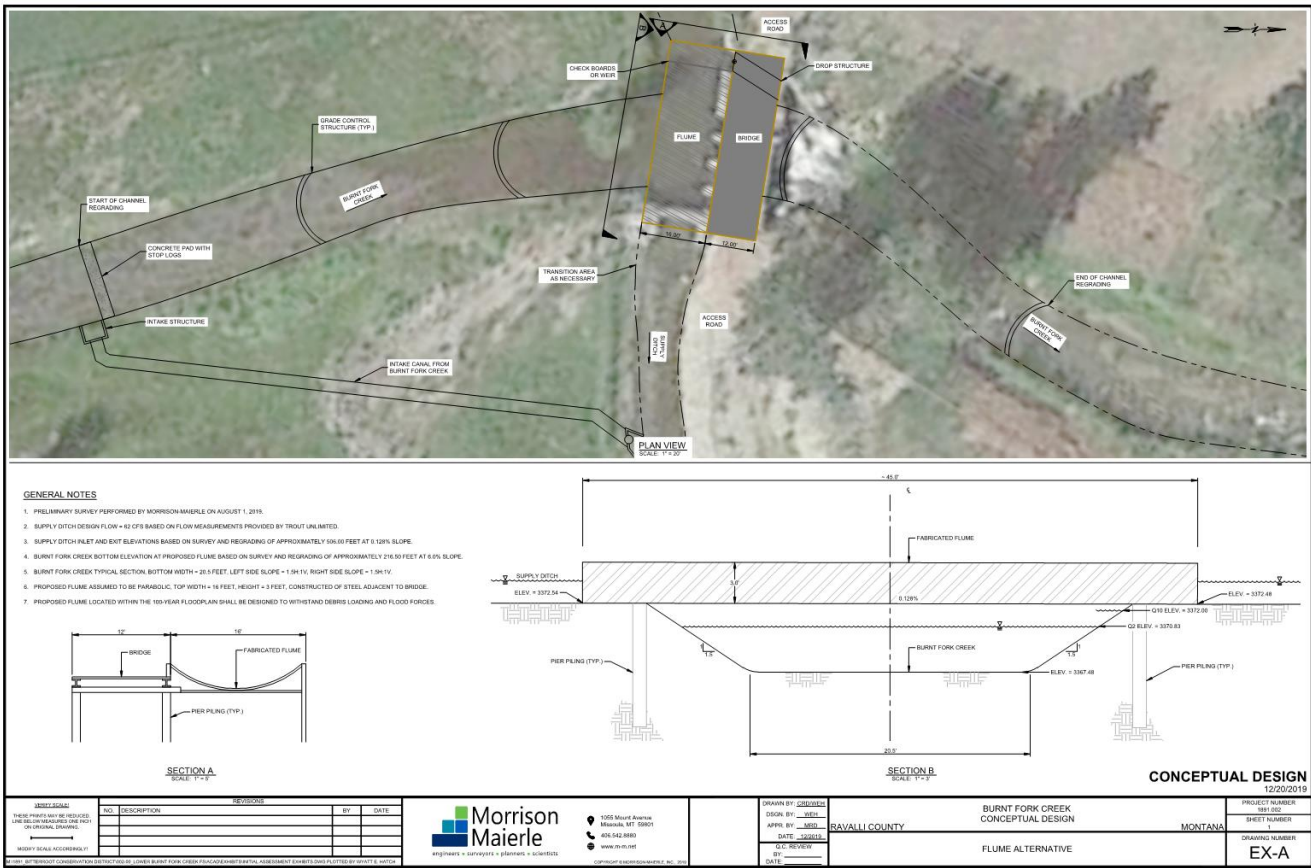 ACCESS
ROAD
B
A
CHECK BOARDS
OR WEIR
DROP STRUCTURE
GRADE CONTROL
STRUCTURE (TYP.)
FLUME
BRIDGE
BURNT FORK
CREEK
START OF CHANNEL
REGRADING
CONCRETE PAD WITH
STOP LOGS
16.00'
12.00'
TRANSITION AREA
AS NECESSARY
END OF CHANNEL
REGRADING
INTAKE STRUCTURE
ACCESS
ROAD
BURNT FORK
CREEK
SUPPLY
DITCH
INTAKE CANAL FROM
BURNT FORK CREEK
PLAN VIEW
SCALE: 1" = 20'
GENERAL NOTES
1. PRELIMINARY SURVEY PERFORMED BY MORRISON-MAIERLE ON AUGUST 1, 2019.
2. SUPPLY DITCH DESIGN FLOW = 62 CFS BASED ON FLOW MEASUREMENTS PROVIDED BY TROUT UNLIMITED.
3. SUPPLY DITCH INLET AND EXIT ELEVATIONS BASED ON SURVEY AND REGRADING OF APPROXIMATELY 506.00 FEET AT 0.128% SLOPE.
4. BURNT FORK CREEK BOTTOM ELEVATION AT PROPOSED FLUME BASED ON SURVEY AND REGRADING OF APPROXIMATELY 216.50 FEET AT 6.0% SLOPE.
5. BURNT FORK CREEK TYPICAL SECTION, BOTTOM WIDTH = 20.5 FEET, LEFT SIDE SLOPE = 1.5H:1V, RIGHT SIDE SLOPE = 1.5H:1V.
6. PROPOSED FLUME ASSUMED TO BE PARABOLIC, TOP WIDTH = 16 FEET, HEIGHT = 3 FEET, CONSTRUCTED OF STEEL ADJACENT TO BRIDGE.
7. PROPOSED FLUME LOCATED WITHIN THE 100-YEAR FLOODPLAIN SHALL BE DESIGNED TO WITHSTAND DEBRIS LOADING AND FLOOD FORCES.
12'
16'
BRIDGE
FABRICATED FLUME
PIER PILING (TYP.)
SECTION A
SCALE: 1" = 5'
~ 45.0'
FABRICATED FLUME
SUPPLY DITCH
3.0'
ELEV. = 3372.54
0.128%
ELEV. = 3372.48
Q10 ELEV. = 3372.00
Q2 ELEV. = 3370.83
1
1.5
1
1.5
BURNT FORK CREEK
PIER PILING (TYP.)
ELEV. = 3367.48
PIER PILING (TYP.)
20.5'
SECTION B
SCALE: 1" = 3'
CONCEPTUAL DESIGN
12/20/2019
VERIFY SCALE!
THESE PRINTS MAY BE REDUCED.
LINE BELOW MEASURES ONE INCH
ON ORIGINAL DRAWING.
MODIFY SCALE ACCORDINGLY!
REVISIONS
NO. DESCRIPTION BY DATE
Morrison
Maierle
engineers • surveyors • planners • scientists
1055 Mount Avenue
Missoula, MT 59801
406.542.8880
www.m-m.net
COPYRIGHT © MORRISON-MAIERLE, INC., 2019
DRAWN BY: CRD/WEH
DSGN. BY: WEH
APPR. BY: MRD
DATE: 12/2019
Q.C. REVIEW
BY:
DATE:
RAVALLI COUNTY
MONTANA
BURNT FORK CREEK
CONCEPTUAL DESIGN
FLUME ALTERNATIVE
PROJECT NUMBER
1891.002
SHEET NUMBER
1
DRAWING NUMBER
EX-A